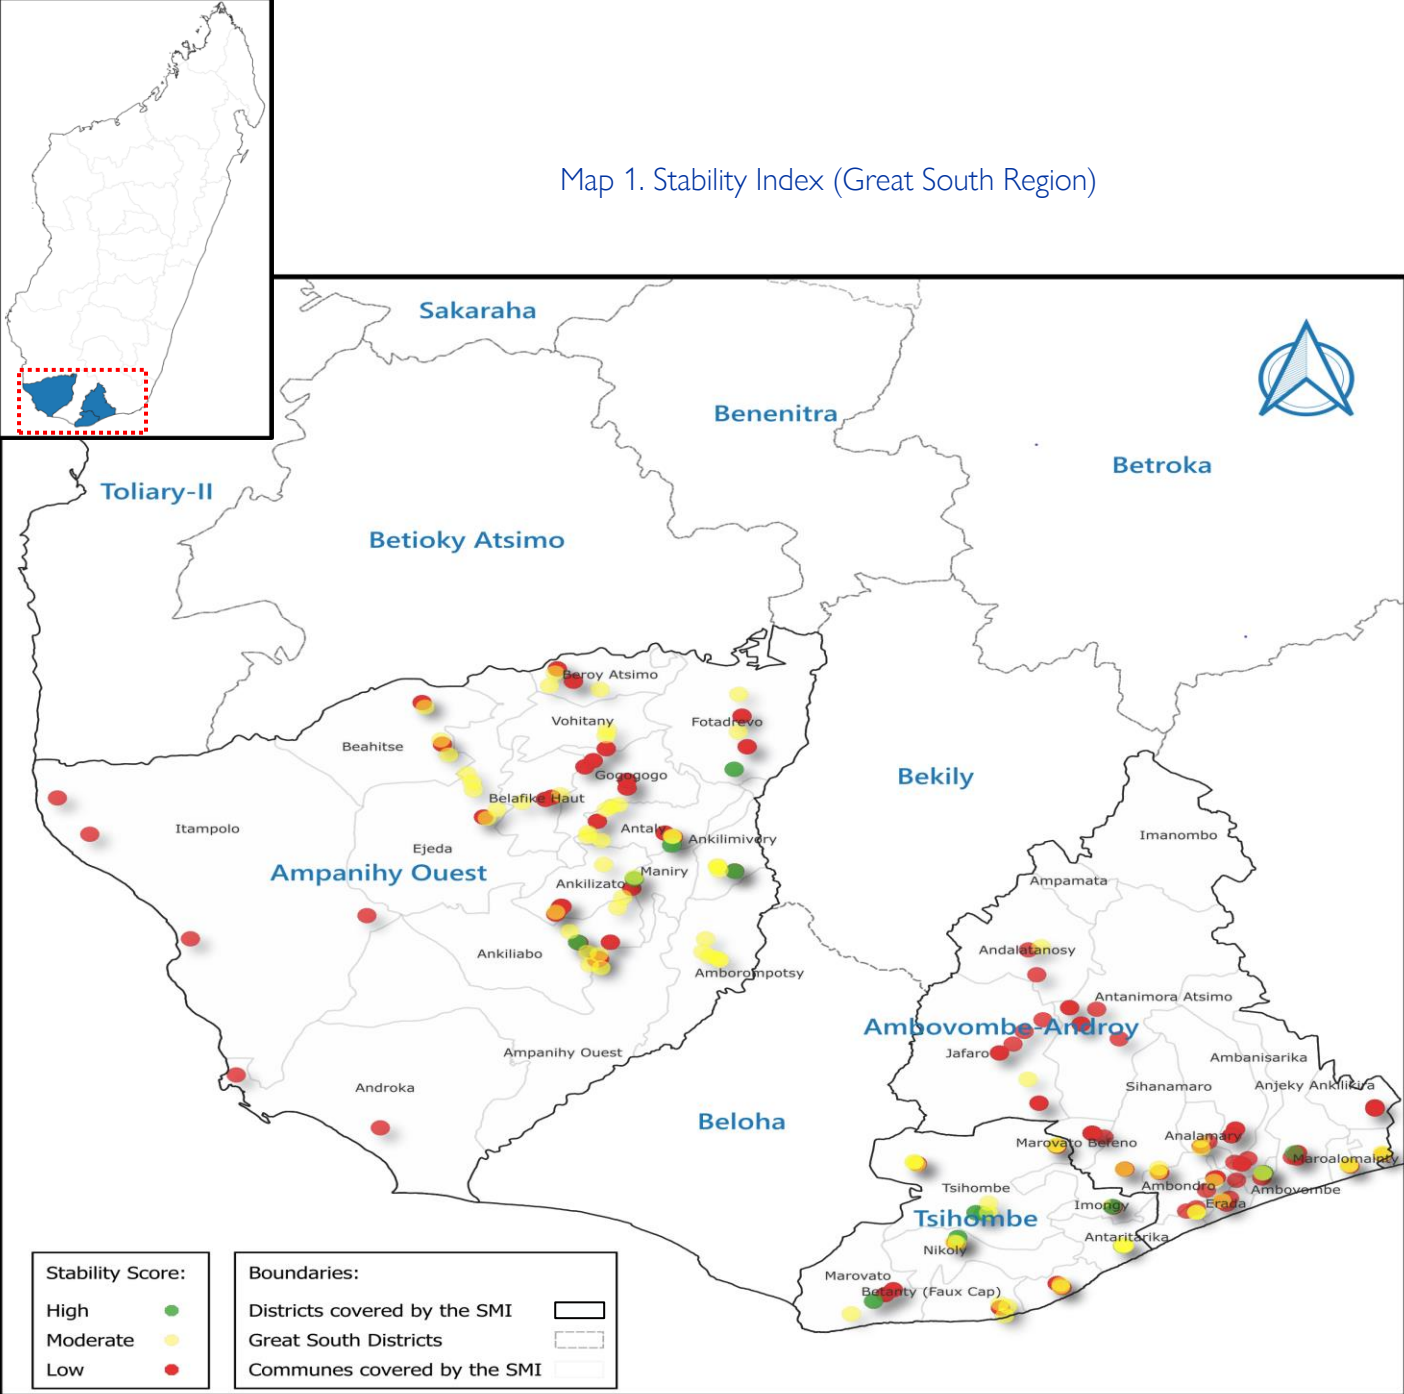 Map 1. Stability Index (Great South Region)
Sakaraha
Benenitra
Betroka
Toliary-II
Betioky Atsimo
Beroy Atsimo
Vohitany
Fotadrevo
Beahitse
Gogogogo
Bekily
Belafike Haut
Itampolo
Antaly
Ankilimivory
Imanombo
Ejeda
Ampanihy Ouest
Maniry
Ankilizato
Ampamata
Ankiliabo
Andalatanosy
Amborompotsy
Antanimora Atsimo
Ambovombe-Androy
Ampanihy Ouest
Jafaro
Ambanisarika
Androka
Sihanamaro
Anjeky Ankilikira
Beloha
Marovato Befeno
Analamary
Maroalomainty
Tsihombe
Ambondro
Ambovombe
Imongy
Erada
Tsihombe
Antaritarika
Nikoly
Marovato
Betanty (Faux Cap)
Stability Score:
High
Moderate
Low
Boundaries:
Districts covered by the SMI
Great South Districts
Communes covered by the SMI